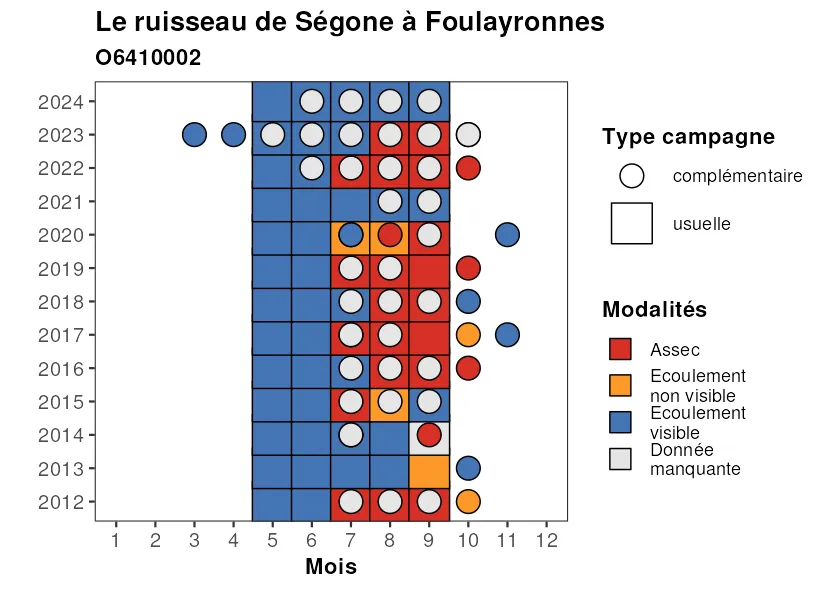 Le ruisseau de Ségone à Foulayronnes
O6410002
2024
2023
2022
2021
2020
2019
2018
2017
2016
2015
2014
2013
2012
1 2 3 4 5 6 7 8 9 10 11 12
Mois
Type campagne
complémentaire
usuelle
Modalités
Assec
Ecoulement
non visible
Ecoulement
visible
Donnée
manquante